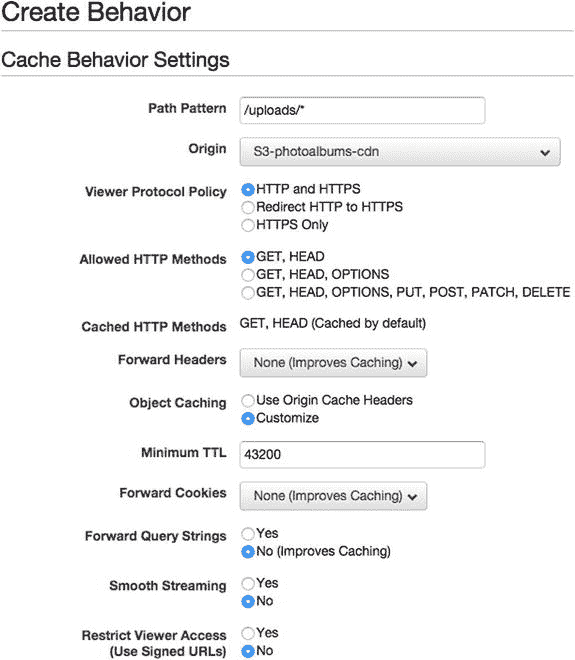 Create Behavior
Cache Behavior Settings
Path Pattern /uploads/*
Origin S3-photoalbums-cdn
Viewer Protocol Policy HTTP and HTTPS
Redirect HTTP to HTTPS
HTTPS Only
Allowed HTTP Methods GET, HEAD
GET, HEAD, OPTIONS
GET, HEAD, OPTIONS, PUT, POST, PATCH, DELETE
Cached HTTP Methods GET, HEAD (Cached by default)
Forward Headers None (Improves Caching)
Object Caching Use Origin Cache Headers
Customize
Minimum TTL 43200
Forward Cookies None (Improves Caching)
Forward Query Strings Yes
No (Improves Caching)
Smooth Streaming Yes
No
Restrict Viewer Access Yes
(Use Signed URLs) No